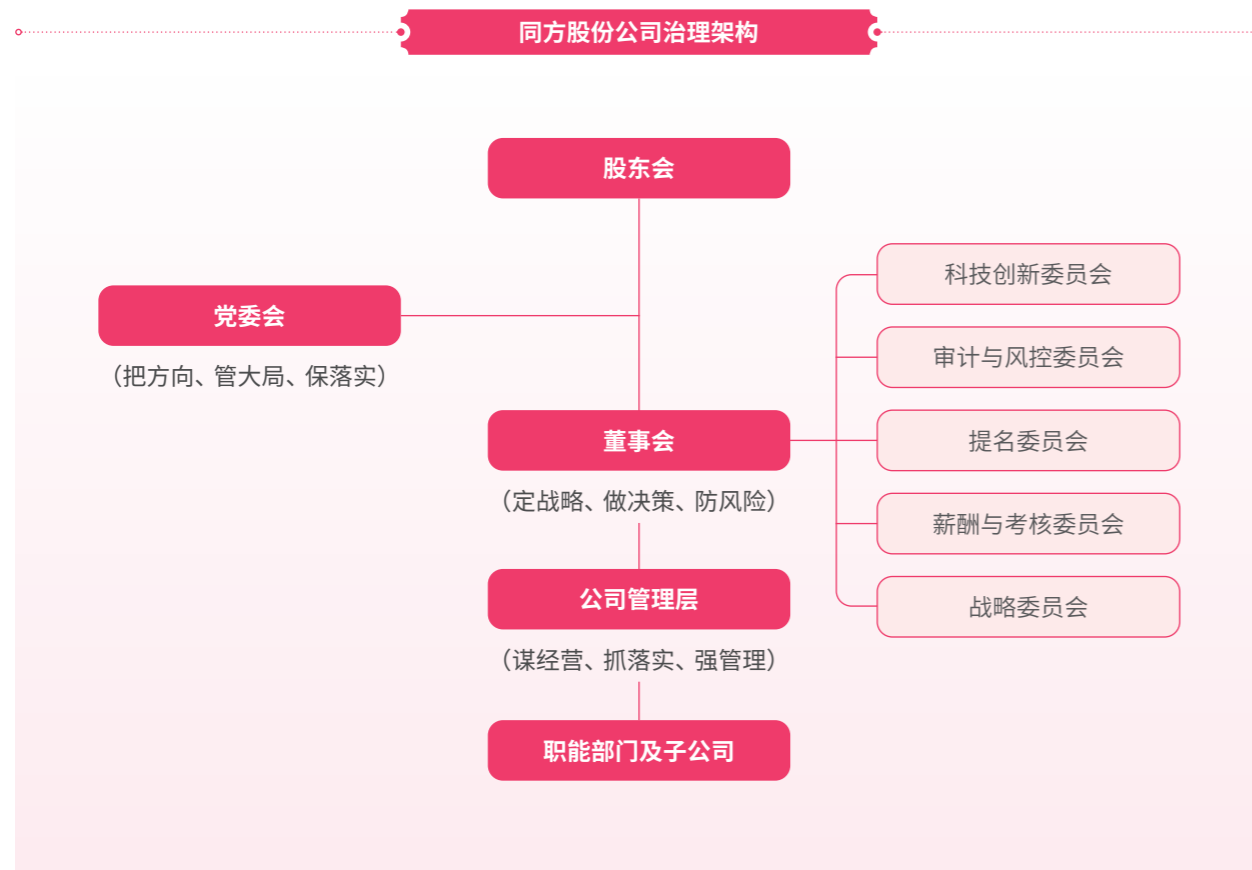 同方股份公司治理架构
股东会
党委会
（把方向、管大局、保落实）
董事会
（定战略、做决策、防风险）
公司管理层
（谋经营、抓落实、强管理）
职能部门及子公司
科技创新委员会
审计与风控委员会
提名委员会
薪酬与考核委员会
战略委员会